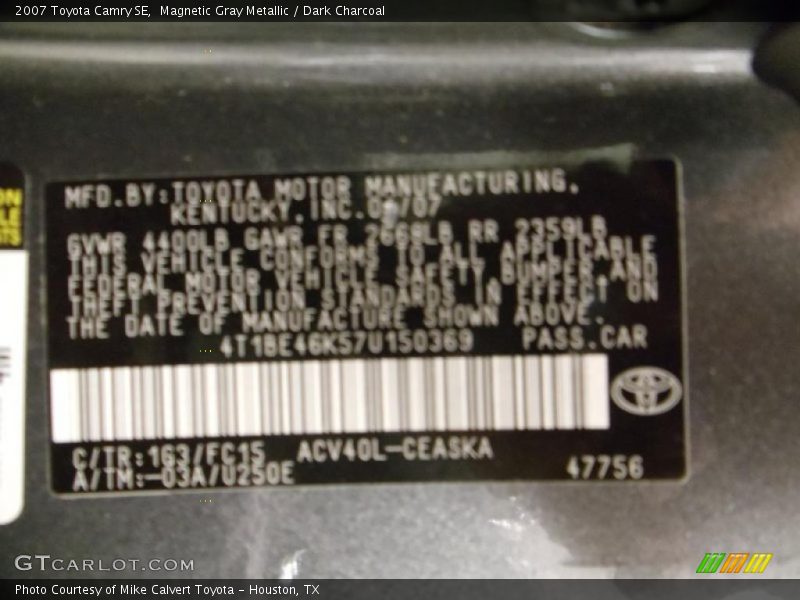 2007 Toyota Camry SE,  Magnetic Gray Metallic / Dark Charcoal
MFD.BY:TOYOTA MOTOR MANUFACTURING,
KENTUCKY,INC.
GVWR 4400LB GAWR FR 2668LB RR 2359LB
THIS VEHICLE CONFORMS TO ALL APPLICABLE
FEDERAL MOTOR VEHICLE SAFETY BUMPER AND
THEFT PREVENTION STANDARDS IN EFFECT ON
THE DATE OF MANUFACTURE SHOWN ABOVE.
4T1BE46K57U150369 PASS.CAR
C/TR:1G3/FC15 ACV40L-CEASKA
A/TM:-03A/U250E 47756
GTCARLOT.COM
Photo Courtesy of Mike Calvert Toyota - Houston, TX